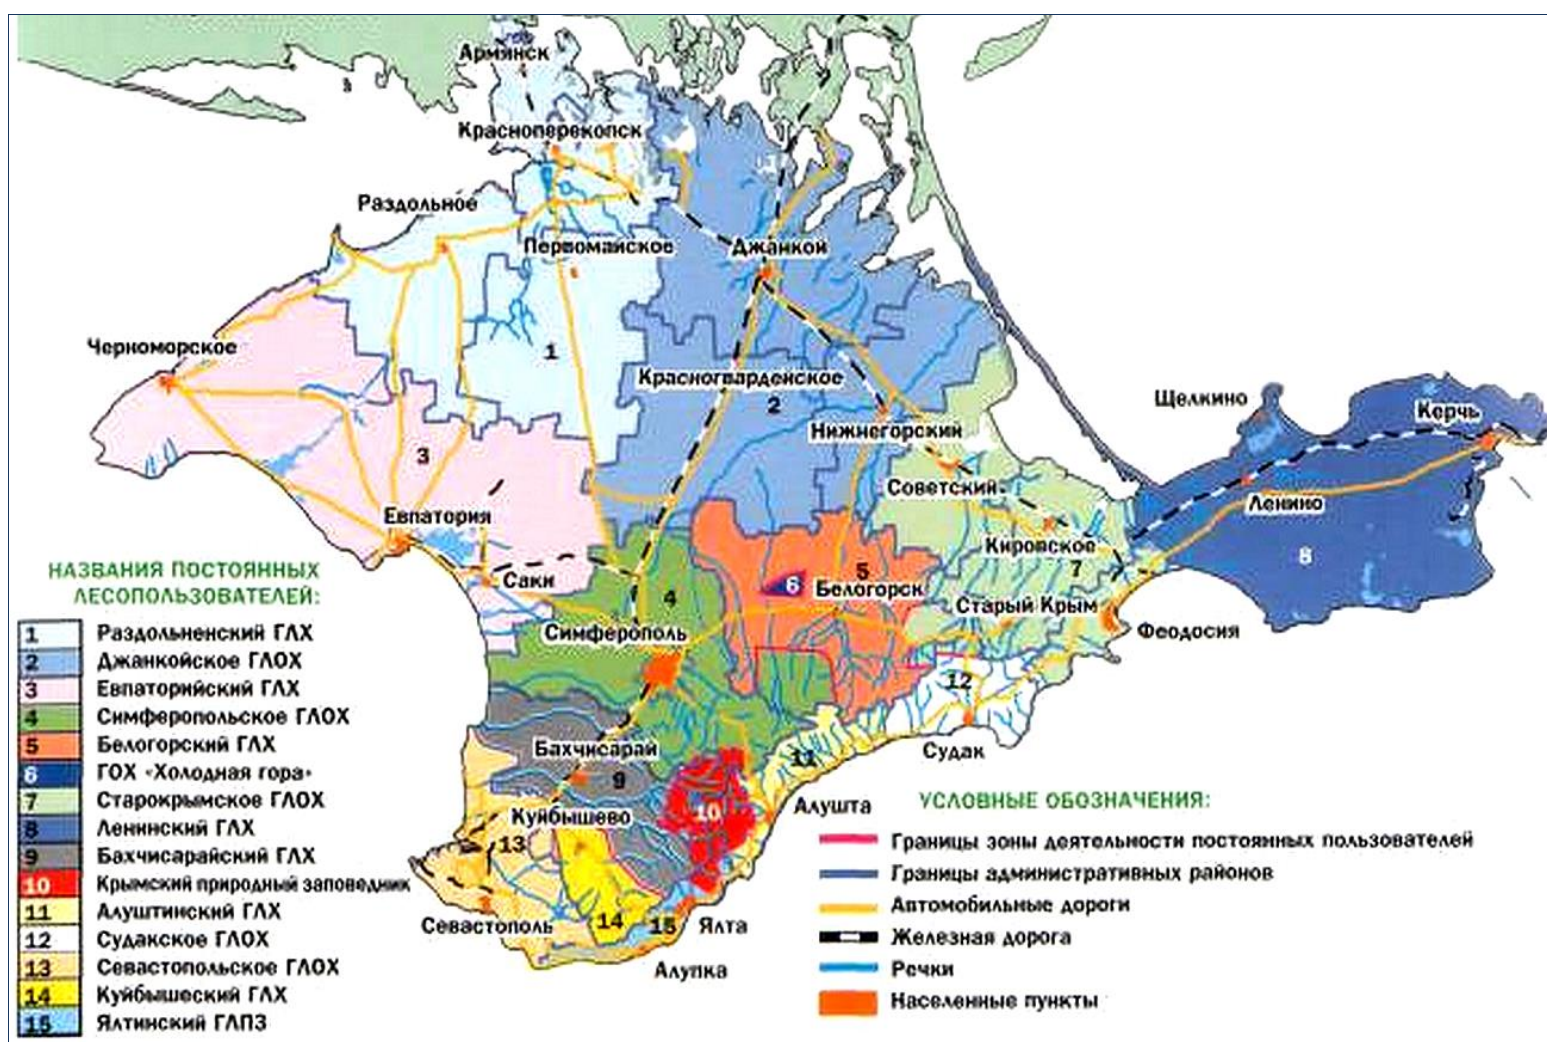 Армянск
Красноперекопск
Раздольное
Первомайское
Джанкой
Черноморское
1
Красногвардейское
2
Щелкино
Керчь
Нижнегорский
3
Советский
Ленино
Евпатория
Кировское
8
7
Саки
5
6
Белогорск
4
Старый Крым
Симферополь
Феодосия
12
Судак
Бахчисарай
11
9
Алушта
10
Куйбышево
13
Севастополь
14
15
Ялта
Алупка
НАЗВАНИЯ ПОСТОЯННЫХ
ЛЕСОПОЛЬЗОВАТЕЛЕЙ:
1 Раздольненский ГЛХ
2 Джанкойское ГЛОХ
3 Евпаторийский ГЛХ
4 Симферопольское ГЛОХ
5 Белогорский ГЛХ
6 ГОХ «Холодная гора»
7 Старокрымское ГЛОХ
8 Ленинский ГЛХ
9 Бахчисарайский ГЛХ
10 Крымский природный заповедник
11 Алуштинский ГЛХ
12 Судакское ГЛОХ
13 Севастопольское ГЛОХ
14 Куйбышеский ГЛХ
15 Ялтинский ГЛПЗ
УСЛОВНЫЕ ОБОЗНАЧЕНИЯ:
Границы зоны деятельности постоянных пользователей
Границы административных районов
Автомобильные дороги
Железная дорога
Речки
Населенные пункты